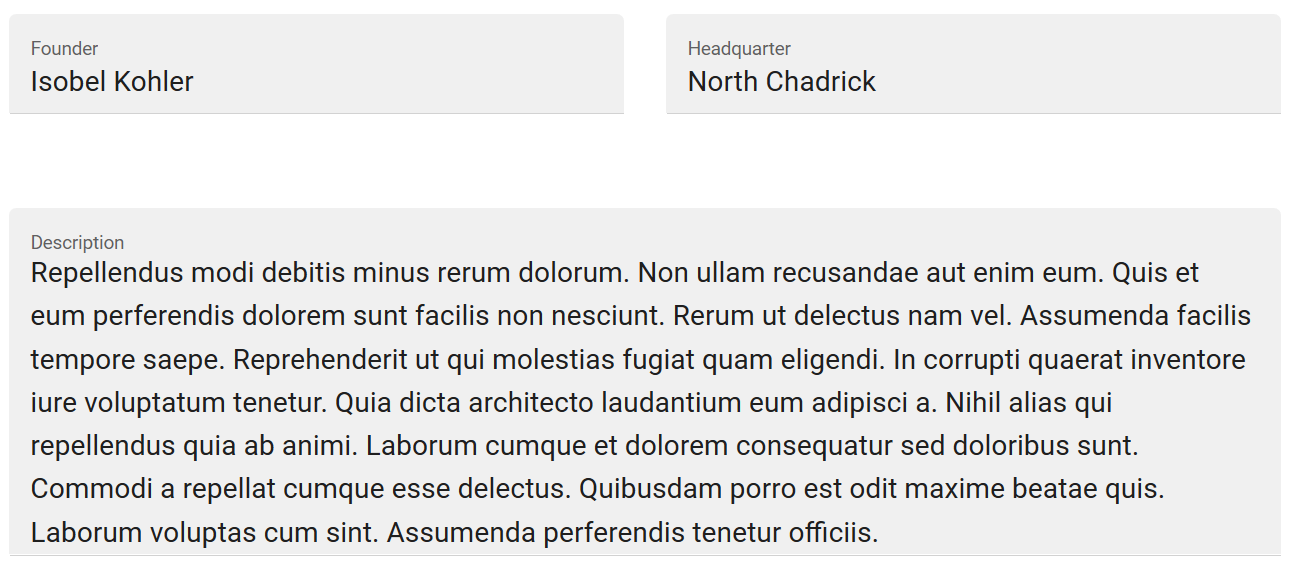 Founder
Isobel Kohler
Headquarter
North Chadrick
Description
Repellendus modi debitis minus rerum dolorum. Non ullam recusandae aut enim eum. Quis et
eum perferendis dolorem sunt facilis non nesciunt. Rerum ut delectus nam vel. Assumenda facilis
tempore saepe. Reprehenderit ut qui molestias fugiat quam eligendi. In corrupti quaerat inventore
iure voluptatum tenetur. Quia dicta architecto laudantium eum adipisci a. Nihil alias qui
repellendus quia ab animi. Laborum cumque et dolorem consequatur sed doloribus sunt.
Commodi a repellat cumque esse delectus. Quibusdam porro est odit maxime beatae quis.
Laborum voluptas cum sint. Assumenda perferendis tenetur officiis.